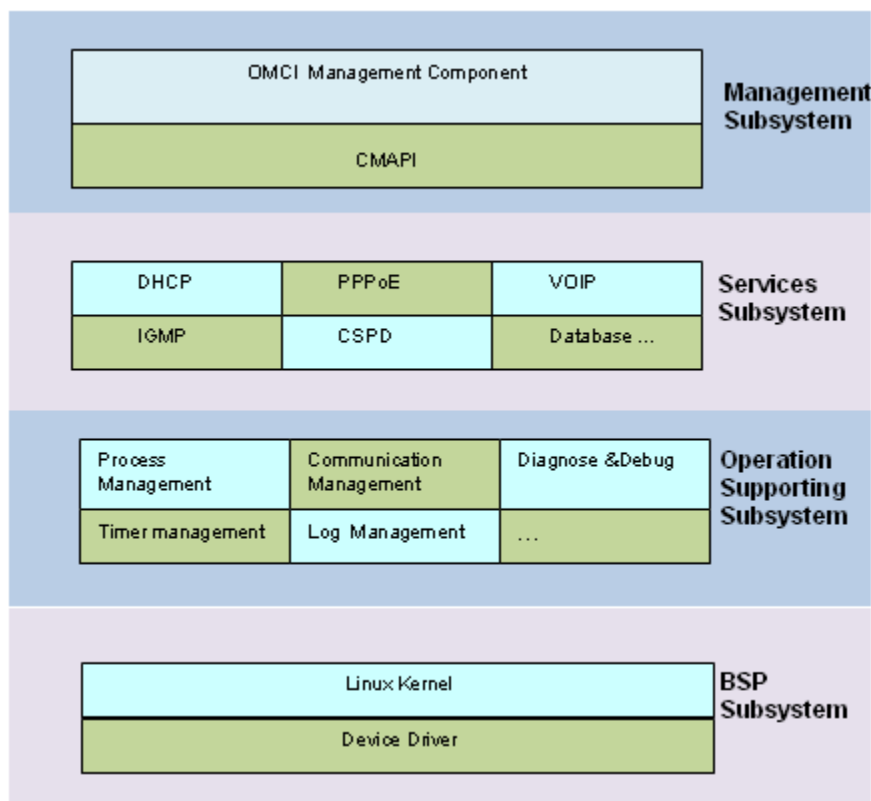 OMCI Management Component
CMAPI
Management
Subsystem
DHCP
PPPoE
VOIP
IGMP
CSPD
Database ...
Services
Subsystem
Process
Management
Communication
Management
Diagnose &Debug
Timer management
Log Management
...
Operation
Supporting
Subsystem
Linux Kernel
Device Driver
BSP
Subsystem